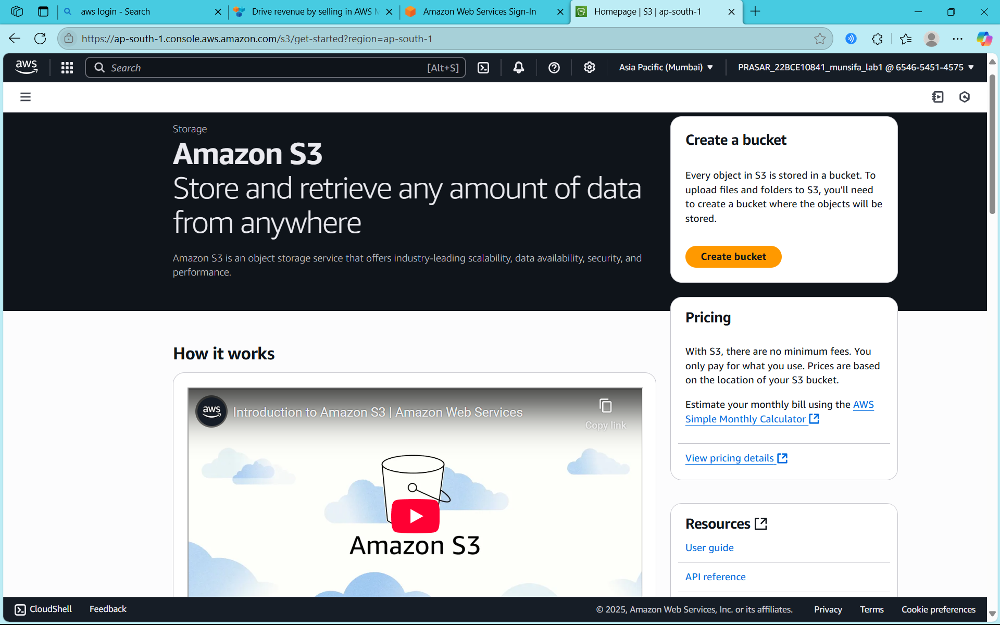 aws login - Search
Drive revenue by selling in AWS M
Amazon Web Services Sign-In
Homepage | S3 | ap-south-1
https://ap-south-1.console.aws.amazon.com/s3/get-started?region=ap-south-1
aws
Search
[Alt+S]
Asia Pacific (Mumbai)
PRASAR_22BCE10841_munsifa_lab1 @ 6546-5451-4575
Storage
Amazon S3
Store and retrieve any amount of data
from anywhere
Amazon S3 is an object storage service that offers industry-leading scalability, data availability, security, and
performance.
Create a bucket
Every object in S3 is stored in a bucket. To
upload files and folders to S3, you'll need
to create a bucket where the objects will be
stored.
Create bucket
Pricing
With S3, there are no minimum fees. You
only pay for what you use. Prices are based
on the location of your S3 bucket.
Estimate your monthly bill using the AWS
Simple Monthly Calculator
View pricing details
How it works
aws
Introduction to Amazon S3 | Amazon Web Services
Copy link
Amazon S3
Resources
User guide
API reference
CloudShell
Feedback
© 2025, Amazon Web Services, Inc. or its affiliates.
Privacy
Terms
Cookie preferences